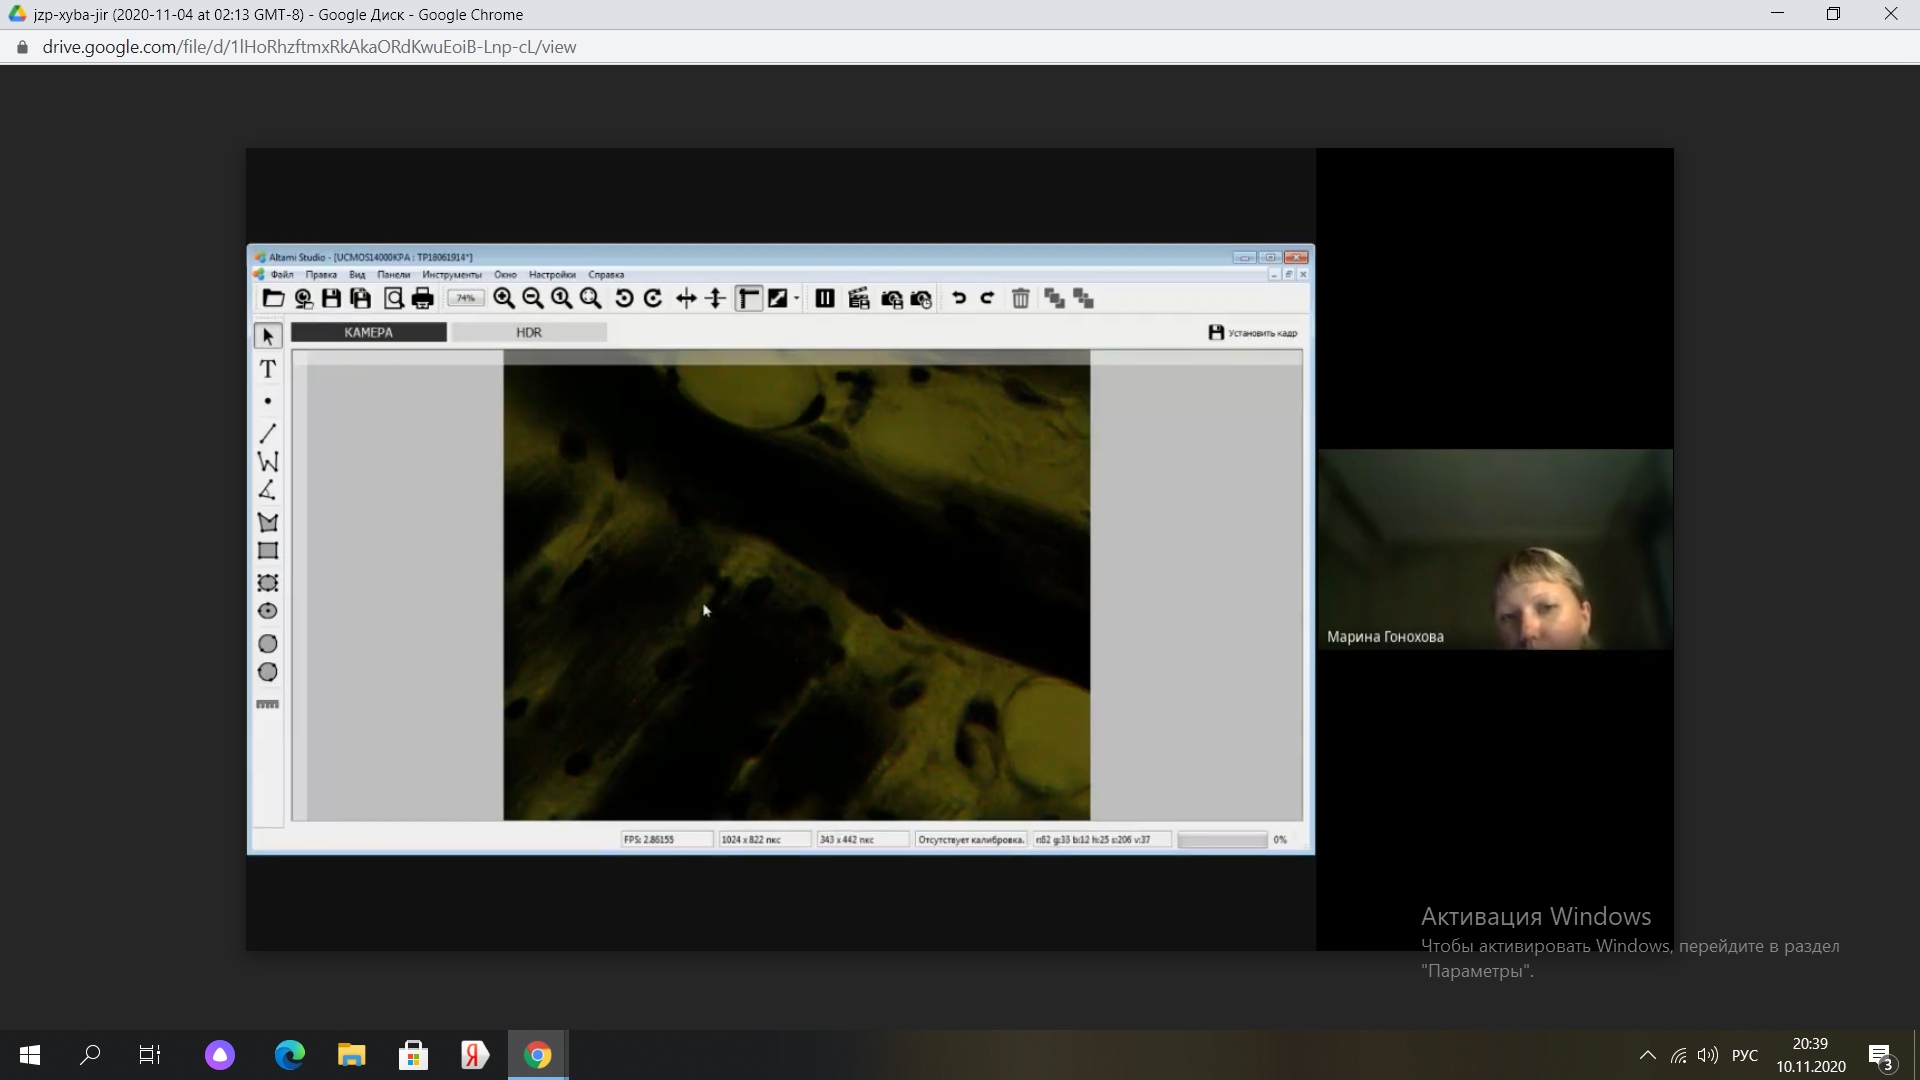 jzp-xyba-jir (2020-11-04 at 02:13 GMT-8) - Google Диск - Google Chrome
drive.google.com/file/d/1lHoRhzftmxRkAkaORdKwuEoiB-Lnp-cL/view
Altami Studio - [UCMOS14000KPA : TP18061914*]
Файл Правка Вид Панели Инструменты Окно Настройки Справка
74%
КАМЕРА HDR Установить кадр
T
Марина Гонохова
FPS: 2.86155 1024 x 822 пкс 343 x 442 пкс Отсутствует калибровка. r:62 g:33 b:12 h:25 s:206 v:37 0%
Активация Windows
Чтобы активировать Windows, перейдите в раздел
"Параметры".
РУС
20:39
10.11.2020
3